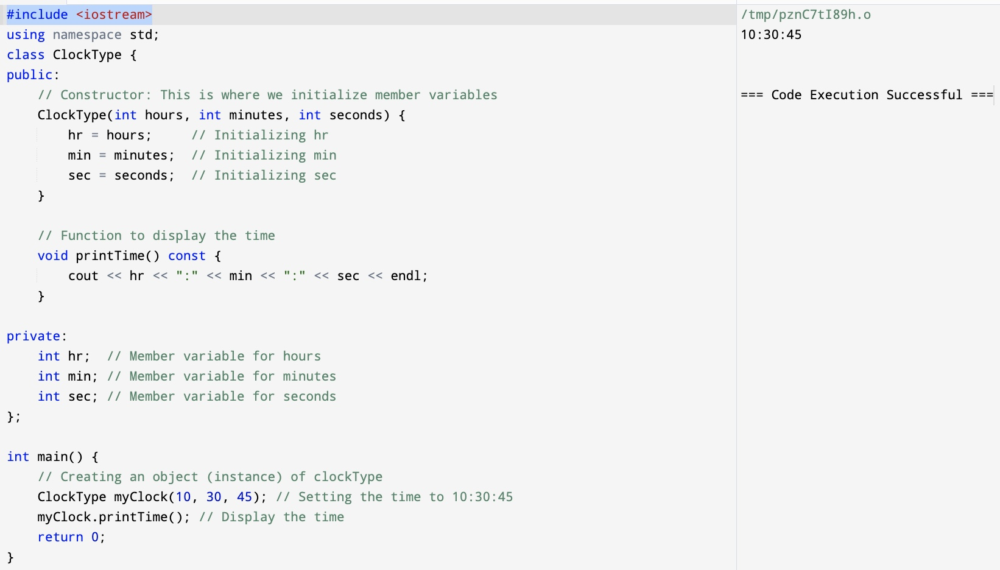 #include <iostream>
using namespace std;
class ClockType {
public:
    // Constructor: This is where we initialize member variables
    ClockType(int hours, int minutes, int seconds) {
        hr = hours;     // Initializing hr
        min = minutes;  // Initializing min
        sec = seconds;  // Initializing sec
    }

    // Function to display the time
    void printTime() const {
        cout << hr << ":" << min << ":" << sec << endl;
    }

private:
    int hr;  // Member variable for hours
    int min; // Member variable for minutes
    int sec; // Member variable for seconds
};

int main() {
    // Creating an object (instance) of clockType
    ClockType myClock(10, 30, 45); // Setting the time to 10:30:45
    myClock.printTime(); // Display the time
    return 0;
}
/tmp/pznC7tI89h.o
10:30:45
=== Code Execution Successful ===